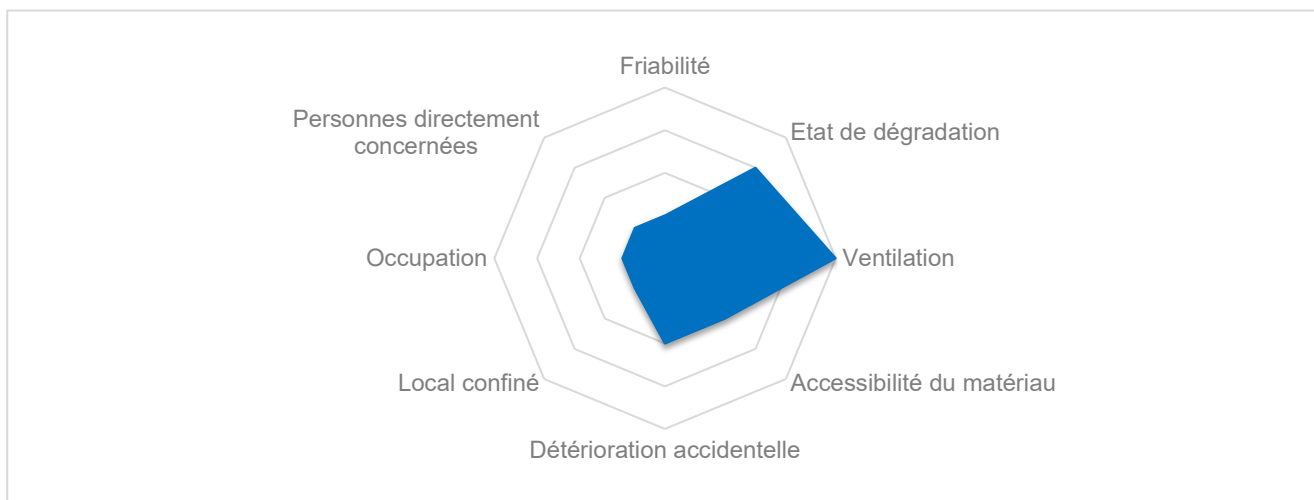 Friabilité
Personnes directement
concernées
Etat de dégradation
Occupation
Ventilation
Local confiné
Accessibilité du matériau
Détérioration accidentelle